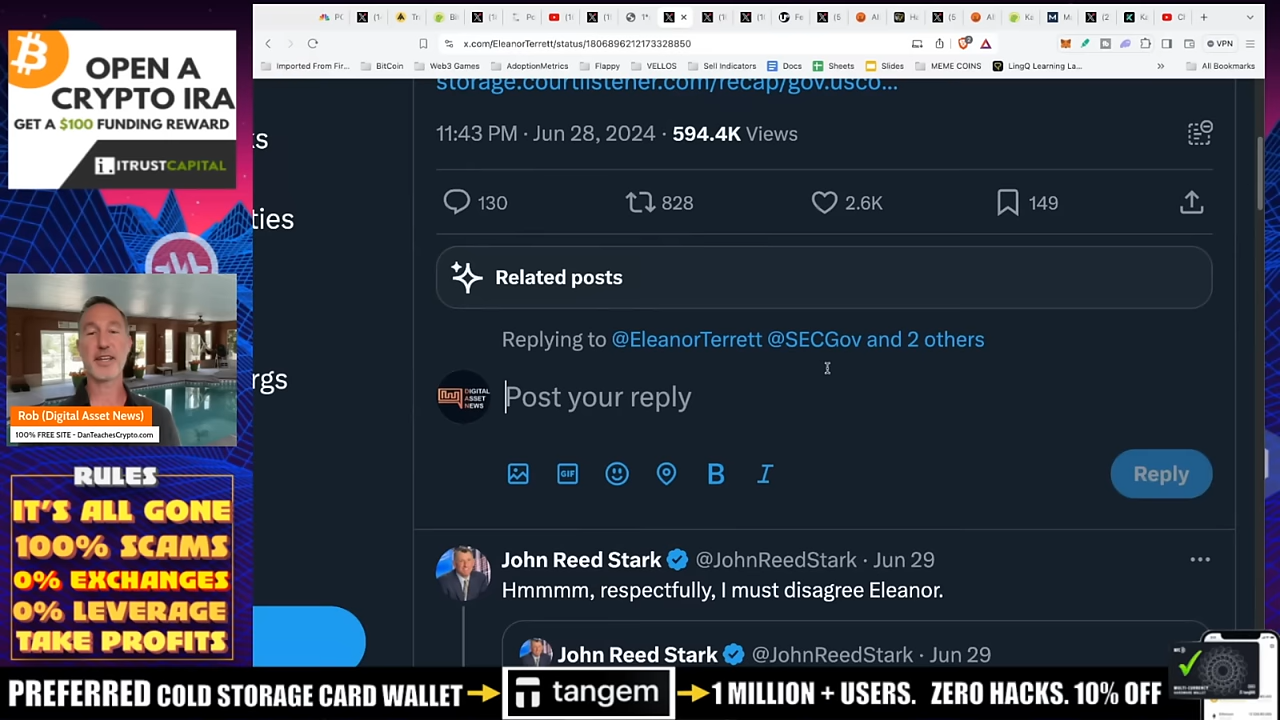 OPEN A
CRYPTO IRA
GET A $100 FUNDING REWARD
iTRUSTCAPITAL
x.com/EleanorTerrett/status/1806896212173328850
VPN
Imported From Fir...
BitCoin
Web3 Games
AdoptionMetrics
Flappy
VELLOS
Sell Indicators
Docs
Sheets
Slides
MEME COINS
LingQ Learning La...
All Bookmarks
storage.courtlistener.com/recap/gov.usco...
11:43 PM · Jun 28, 2024 · 594.4K Views
130
828
2.6K
149
Related posts
Replying to @EleanorTerrett @SECGov and 2 others
DIGITAL
ASSET
NEWS
Post your reply
GIF
B I
Reply
John Reed Stark @JohnReedStark · Jun 29
Hmmmm, respectfully, I must disagree Eleanor.
John Reed Stark @JohnReedStark · Jun 29
ties
Rob (Digital Asset News)
100% FREE SITE - DanTeachesCrypto.com
RULES
IT'S ALL GONE
100% SCAMS
0% EXCHANGES
0% LEVERAGE
TAKE PROFITS
PREFERRED COLD STORAGE CARD WALLET
tangem
1 MILLION + USERS. ZERO HACKS. 10% OFF